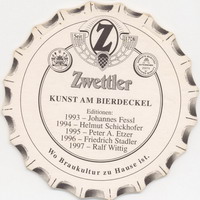 Z
Zwettler
KUNST AM BIERDECKEL
Editionen:
1993 – Johannes Fessl
1994 – Helmut Schickhofer
1995 – Peter A. Etzer
1996 – Friedrich Stadler
1997 – Ralf Wittig
Wo Braukultur zu Hause ist.